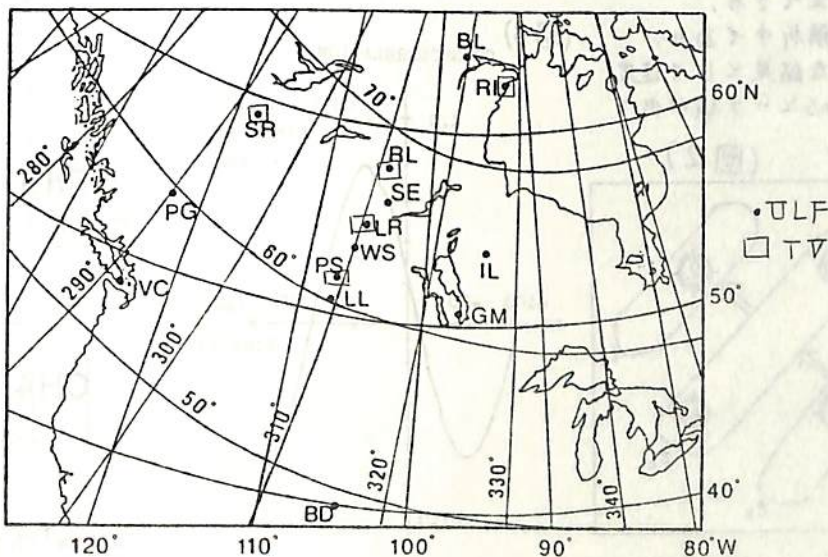 BL
RI
60°N
70°
SR
BL
280°
SE
PG
LR
• ULF
WS
60°
IL
□ TV
PS
290°
VC
LL
50°
GM
300°
50°
310°
320°
330°
340°
40°
BD
120°
110°
100°
90°
80°W